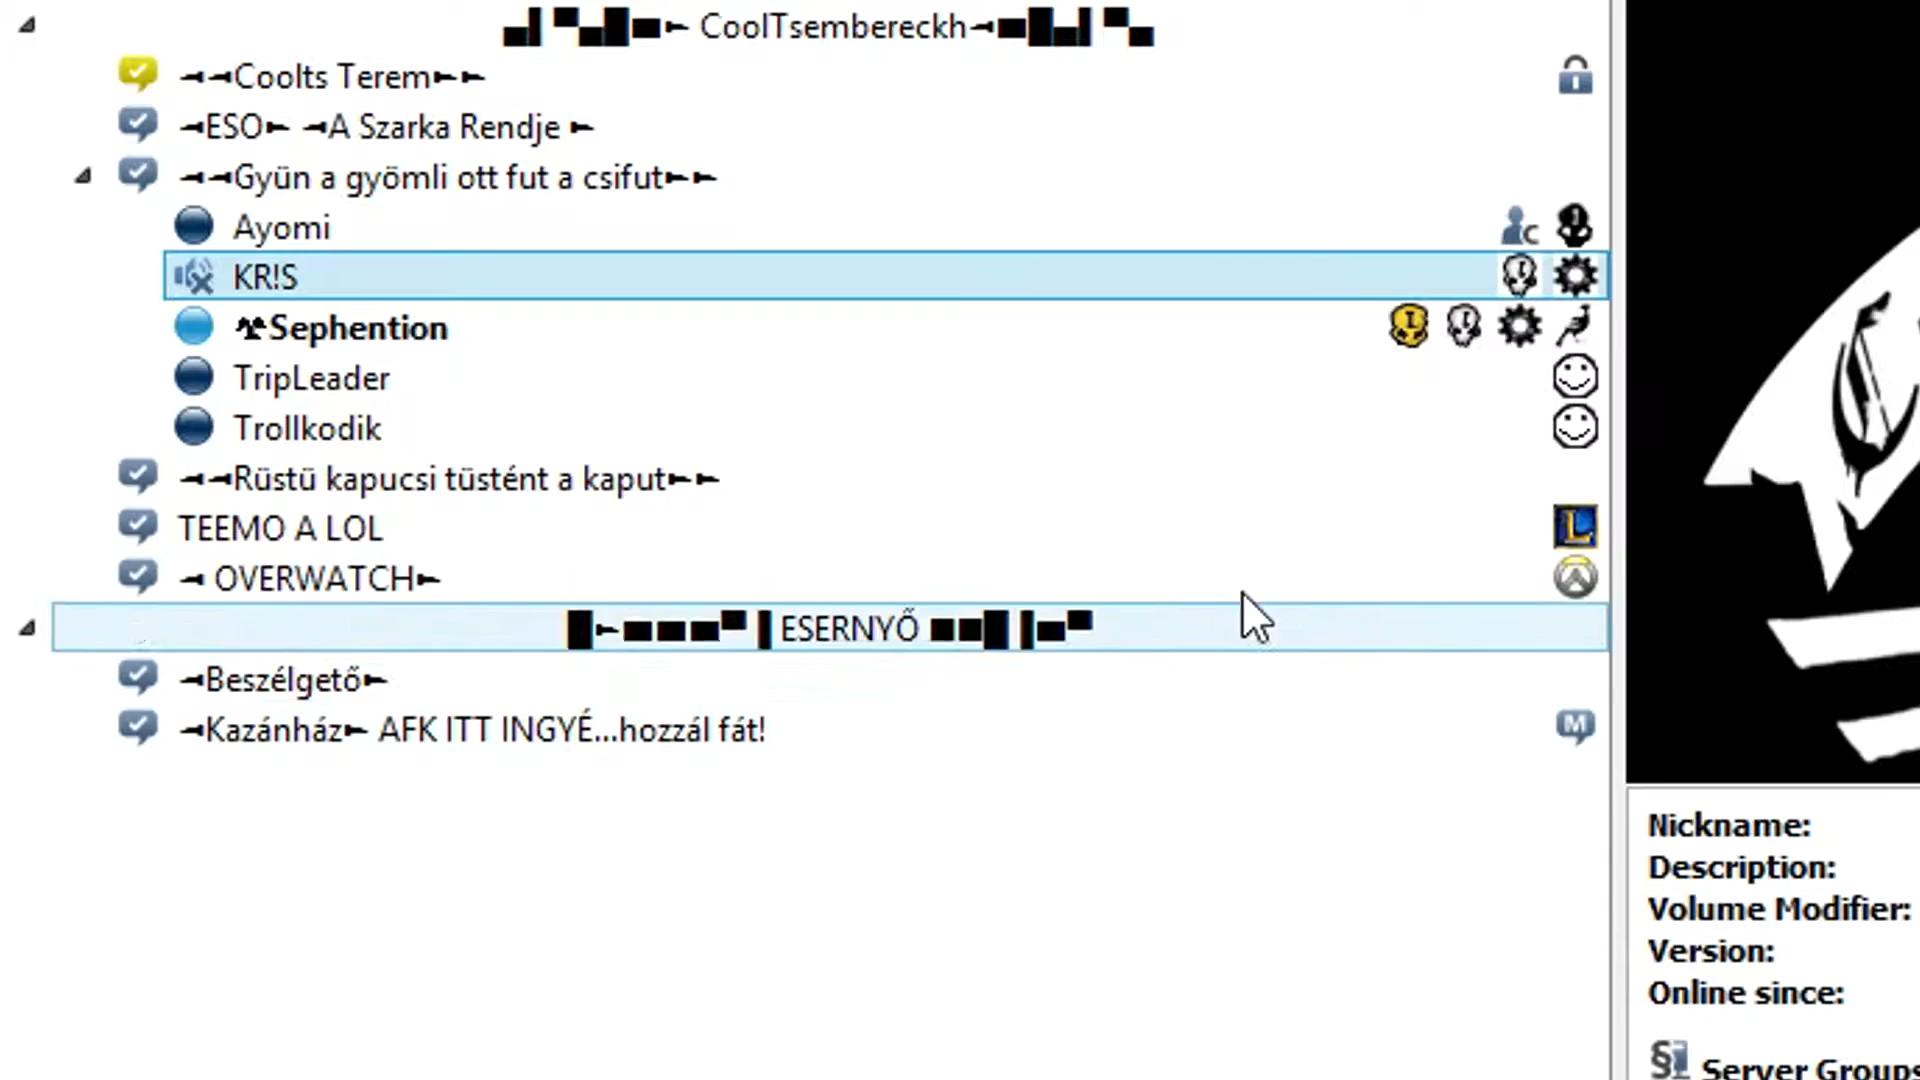 ▄▌▀▄█■► CoolTsembereckh◄■█▄▌▀▄
◄◄Coolts Terem►►
◄ESO► ◄A Szarka Rendje ►
◄◄Gyün a gyömli ott fut a csifut►►
Ayomi
KR!S
Sephention
TripLeader
Trollkodik
◄◄Rüstü kapucsi tüstént a kaput►►
TEEMO A LOL
◄ OVERWATCH►
█►■■■▀▐ ESERNYŐ ■■█▐■▀
◄Beszélgető►
◄Kazánház► AFK ITT INGYÉ...hozzál fát!
Nickname:
Description:
Volume Modifier:
Version:
Online since:
Server Groups